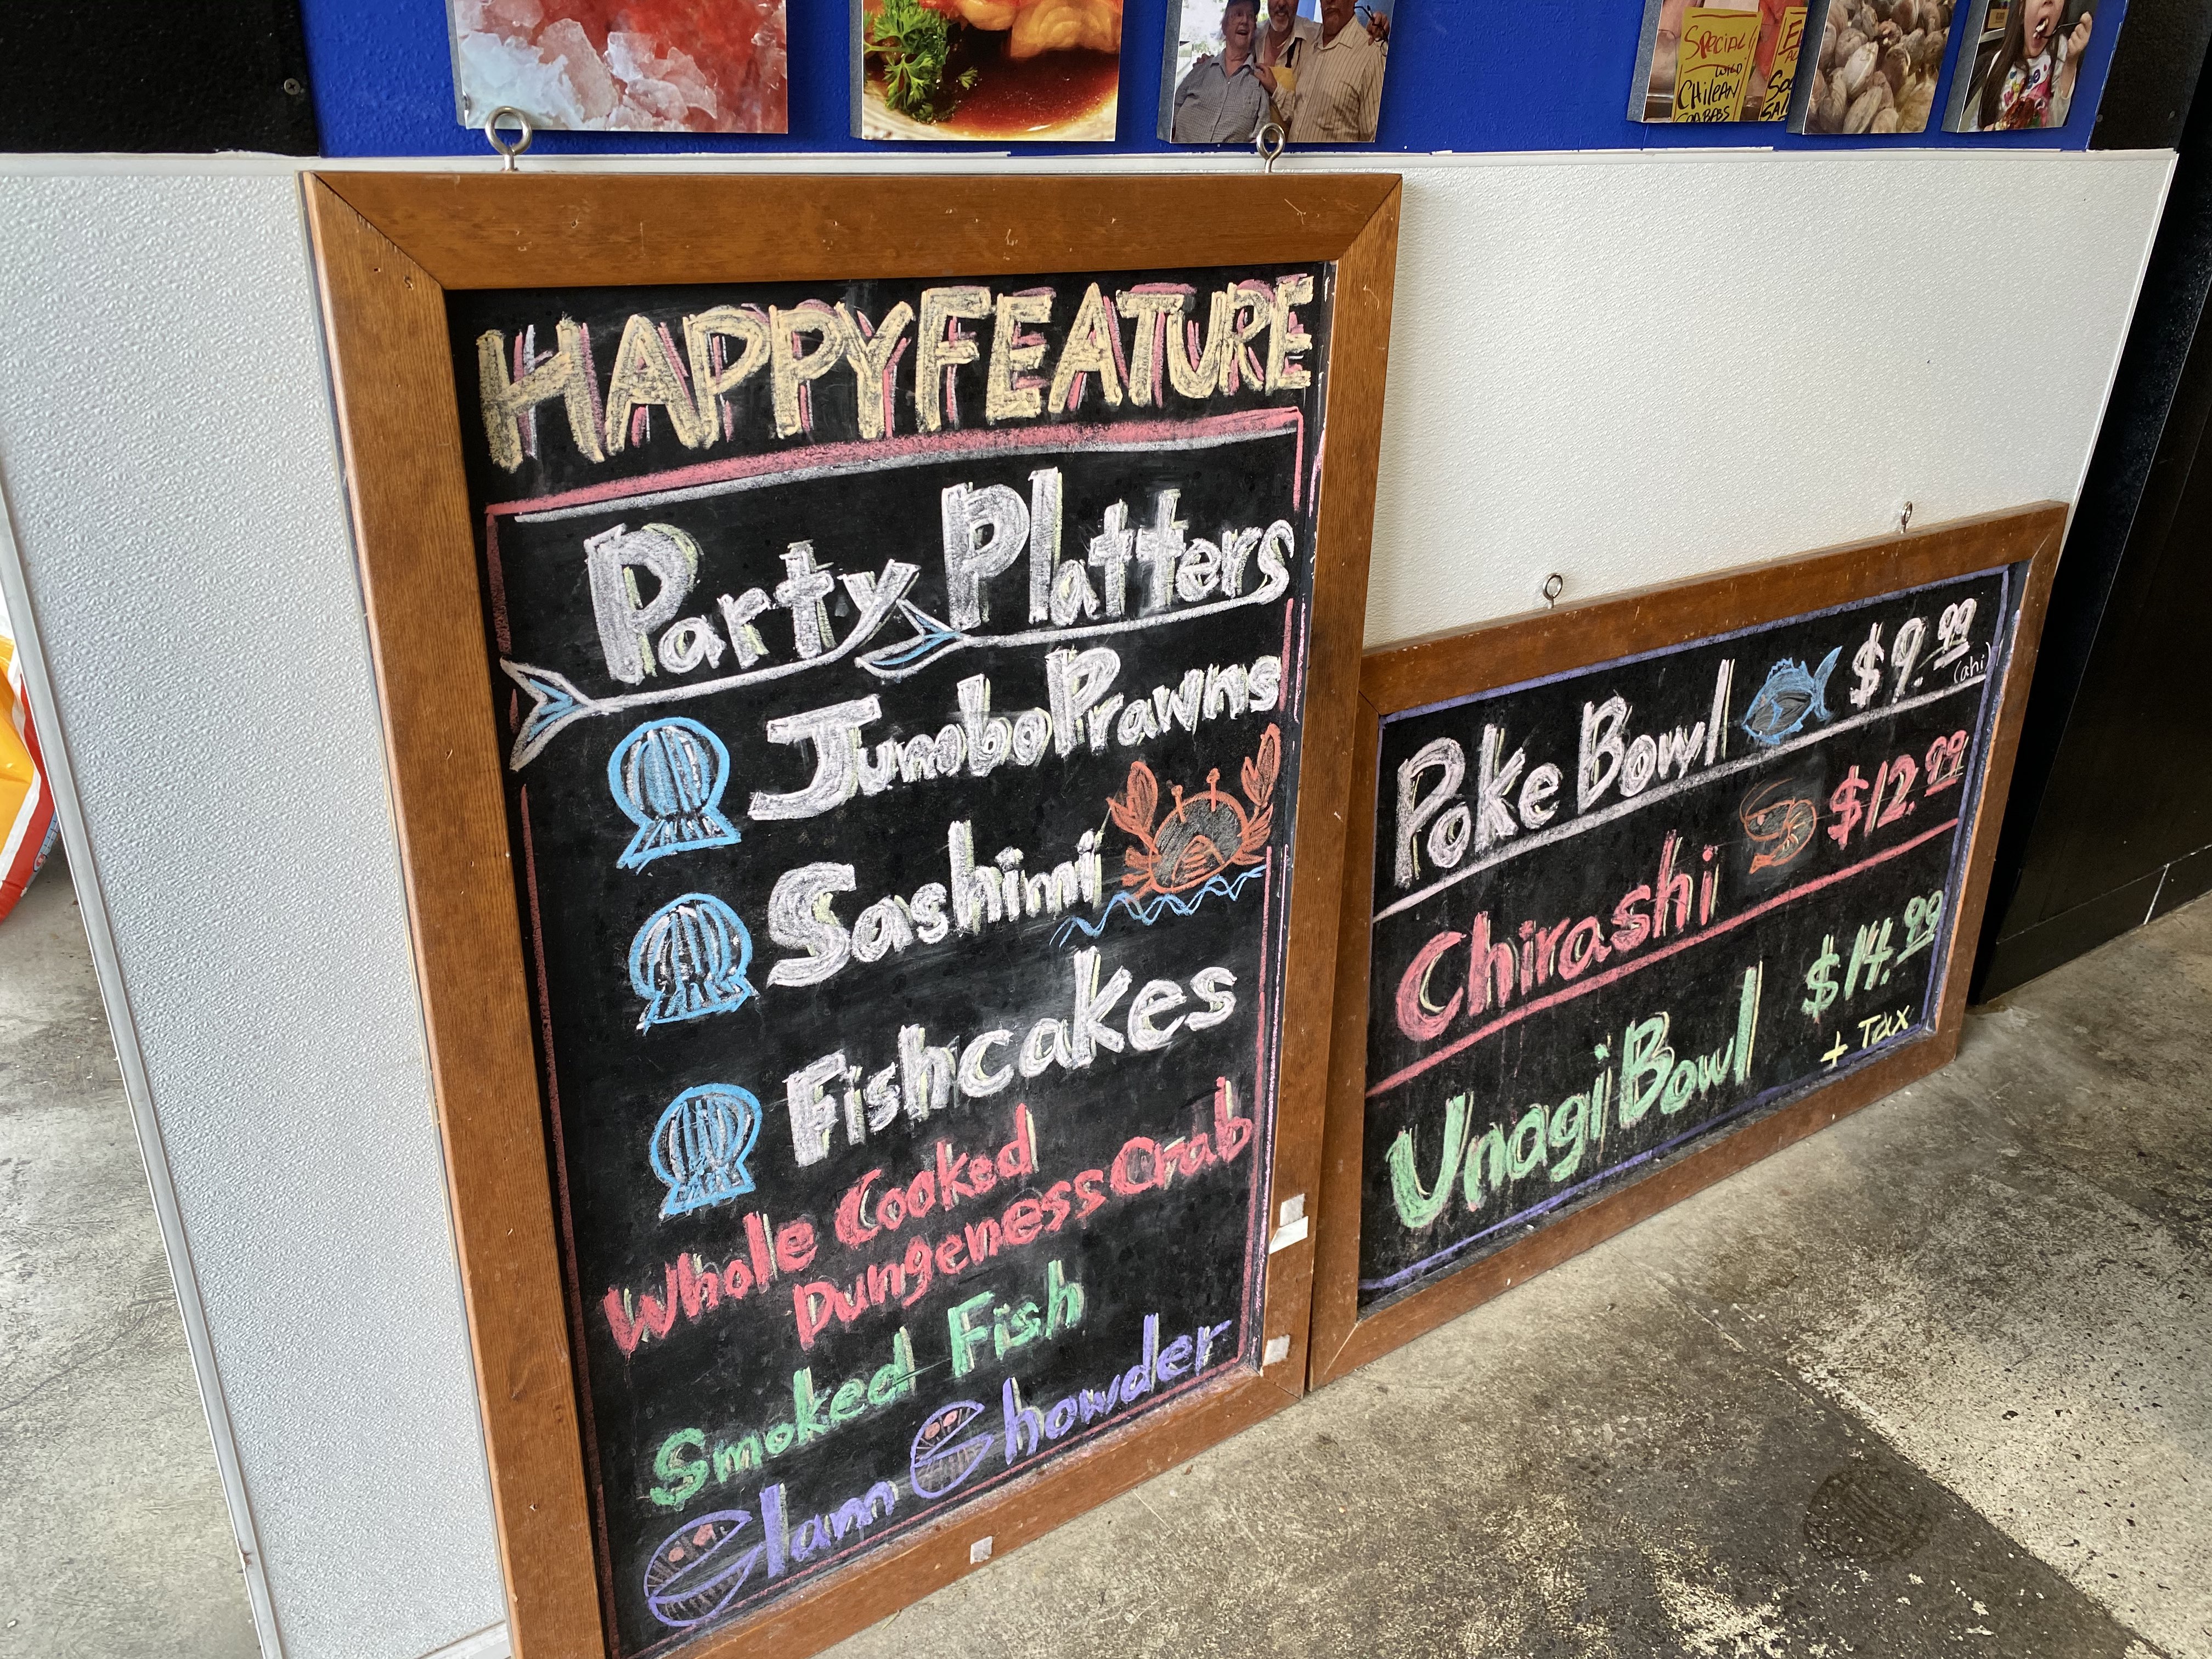 HAPPY FEATURE
Party Platters
Jumbo Prawns
Sashimi
Fishcakes
Whole Cooked
Dungeness Crab
Smoked Fish
Clam Chowder
Poke Bowl $9.99
(ahi)
Chirashi $12.99
Unagi Bowl $14.99
+ Tax
SPECIAL
WILD
CHILEAN